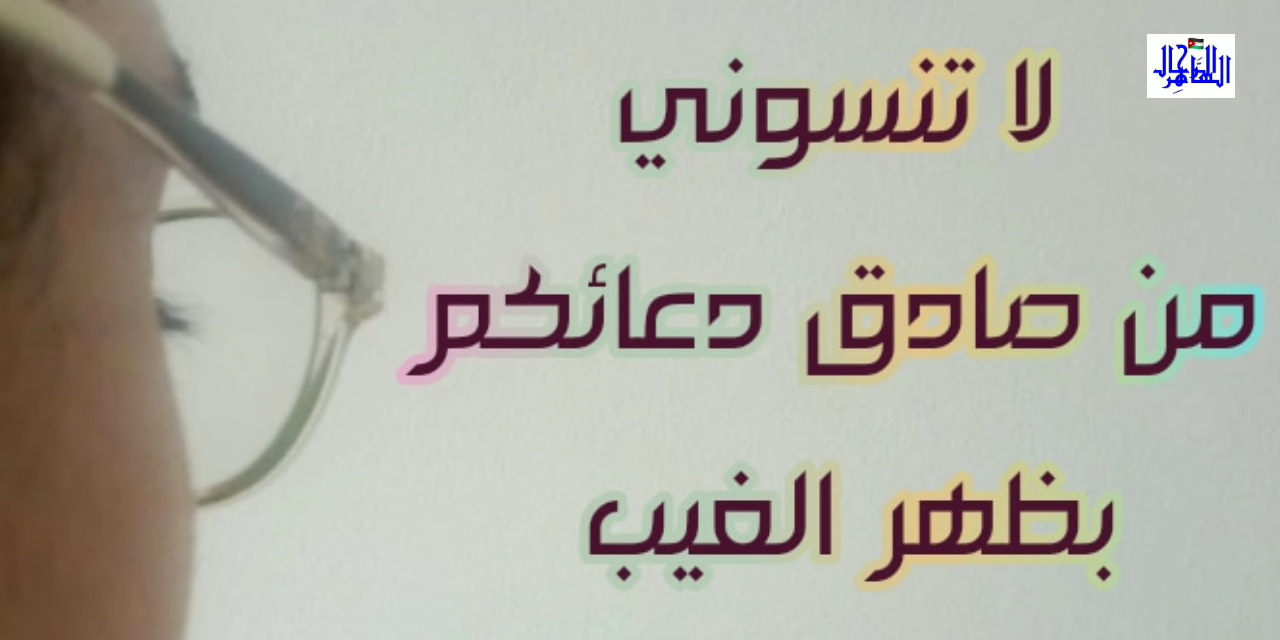 لا تنسوني
من صادق دعائكم
بظهر الغيب